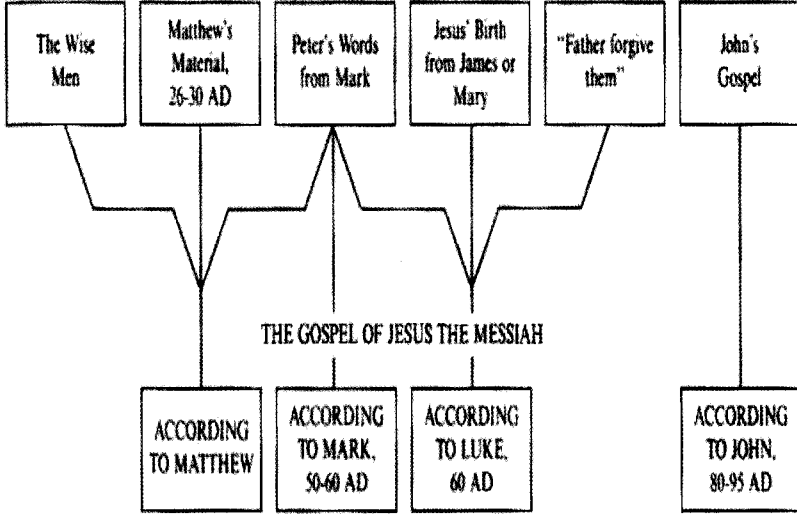 The Wise
Men
Matthew's
Material,
26-30 AD
Peter's Words
from Mark
Jesus' Birth
from James or
Mary
“Father forgive
them”
John's
Gospel
THE GOSPEL OF JESUS THE MESSIAH
ACCORDING
TO MATTHEW
ACCORDING
TO MARK,
50-60 AD
ACCORDING
TO LUKE,
60 AD
ACCORDING
TO JOHN,
80-95 AD